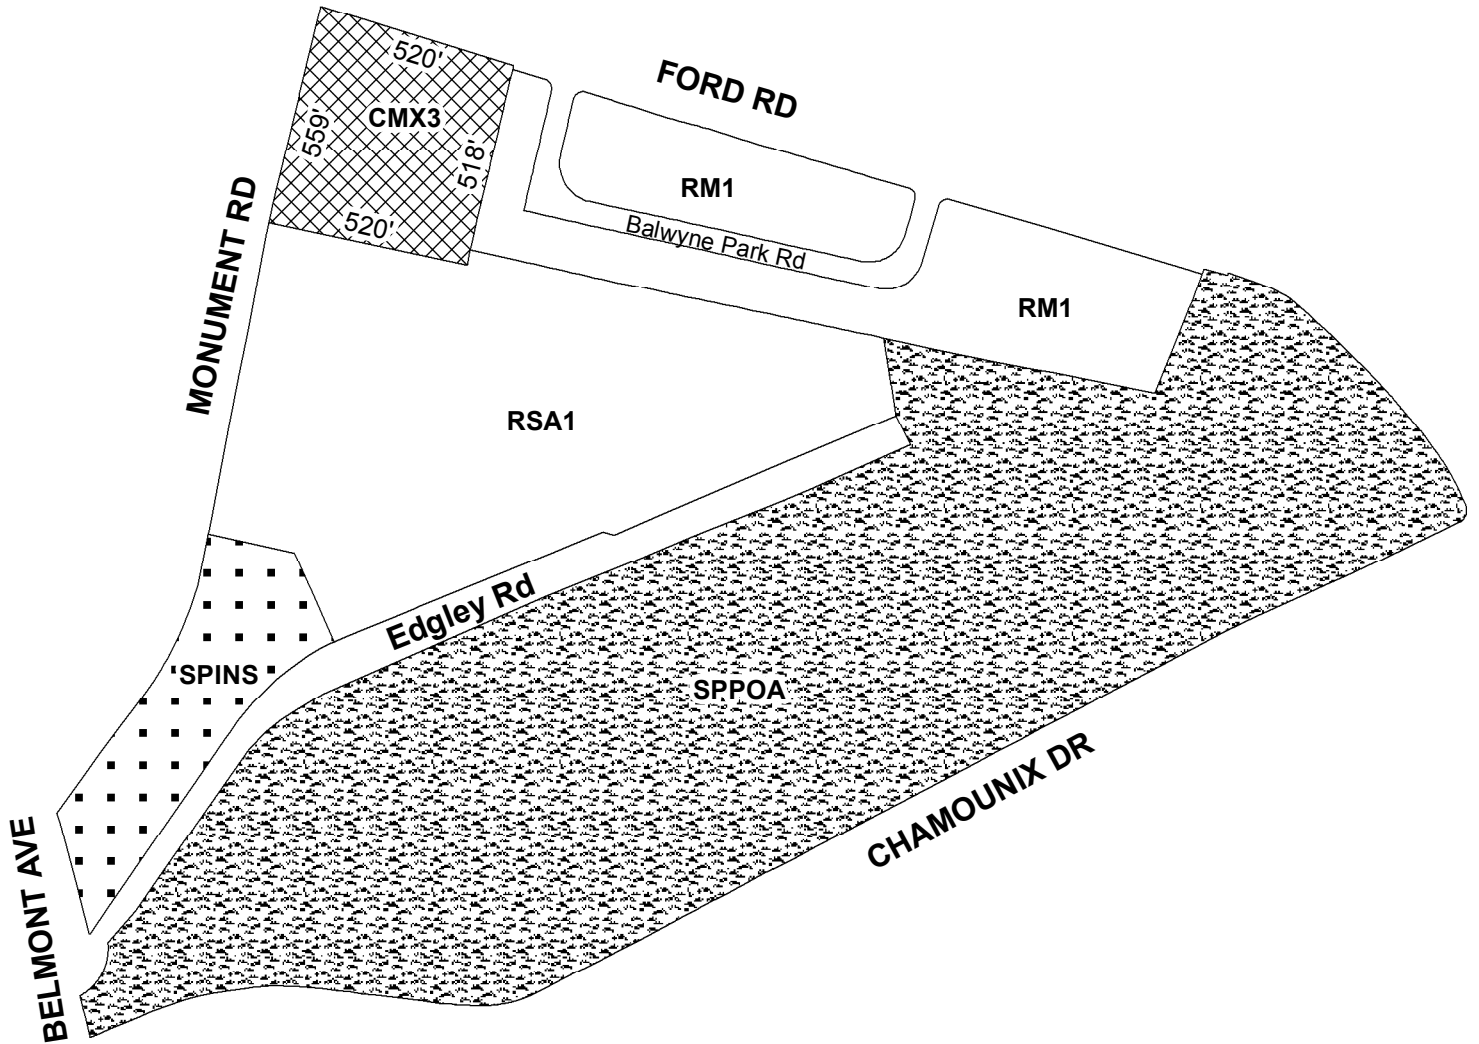 520'
FORD RD
CMX3
559'
518'
RM1
520'
Balwyne Park Rd
MONUMENT RD
RM1
RSA1
Edgley Rd
SPINS
SPPOA
CHAMOUNIX DR
BELMONT AVE